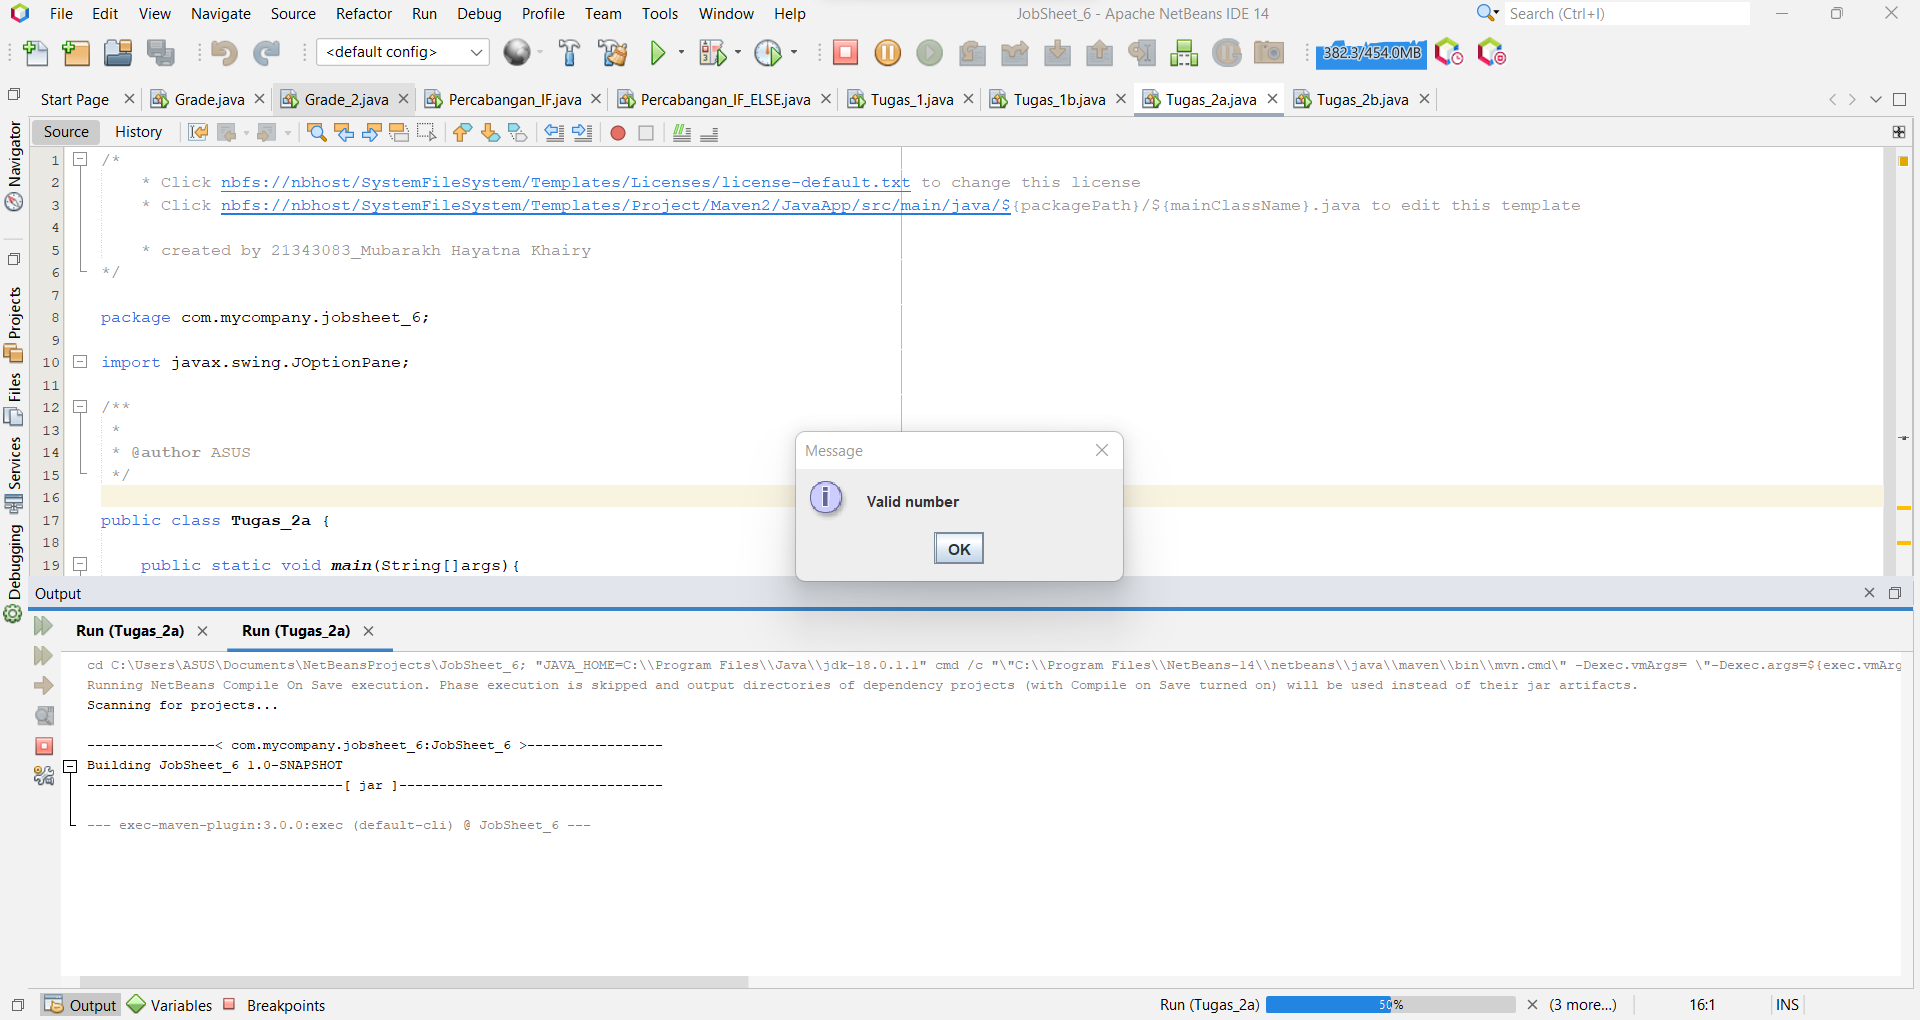 File Edit View Navigate Source Refactor Run Debug Profile Team Tools Window Help
JobSheet_6 - Apache NetBeans IDE 14
Search (Ctrl+I)
<default config>
382.3/454.0MB
Start Page
Grade.java
Grade_2.java
Percabangan_IF.java
Percabangan_IF_ELSE.java
Tugas_1.java
Tugas_1b.java
Tugas_2a.java
Tugas_2b.java
Source History
Navigator
Projects
Files
Services
Debugging
1 /*
2 * Click nbfs://nbhost/SystemFileSystem/Templates/Licenses/license-default.txt to change this license
3 * Click nbfs://nbhost/SystemFileSystem/Templates/Project/Maven2/JavaApp/src/main/java/${packagePath}/${mainClassName}.java to edit this template
4
5 * created by 21343083_Mubarakh Hayatna Khairy
6 */
7
8 package com.mycompany.jobsheet_6;
9
10 import javax.swing.JOptionPane;
11
12 /**
13 *
14 * @author ASUS
15 */
16
17 public class Tugas_2a {
18
19 public static void main(String[]args){
Message
i
Valid number
OK
Output
Run (Tugas_2a)
Run (Tugas_2a)
cd C:\Users\ASUS\Documents\NetBeansProjects\JobSheet_6; "JAVA_HOME=C:\\Program Files\\Java\\jdk-18.0.1.1" cmd /c "\"C:\\Program Files\\NetBeans-14\\netbeans\\java\\maven\\bin\\mvn.cmd\" -Dexec.vmArgs= \"-Dexec.args=${exec.vmArg
Running NetBeans Compile On Save execution. Phase execution is skipped and output directories of dependency projects (with Compile on Save turned on) will be used instead of their jar artifacts.
Scanning for projects...
----------------< com.mycompany.jobsheet_6:JobSheet_6 >-----------------
Building JobSheet_6 1.0-SNAPSHOT
--------------------------------[ jar ]---------------------------------
--- exec-maven-plugin:3.0.0:exec (default-cli) @ JobSheet_6 ---
Output
Variables
Breakpoints
Run (Tugas_2a)
50%
(3 more...)
16:1
INS